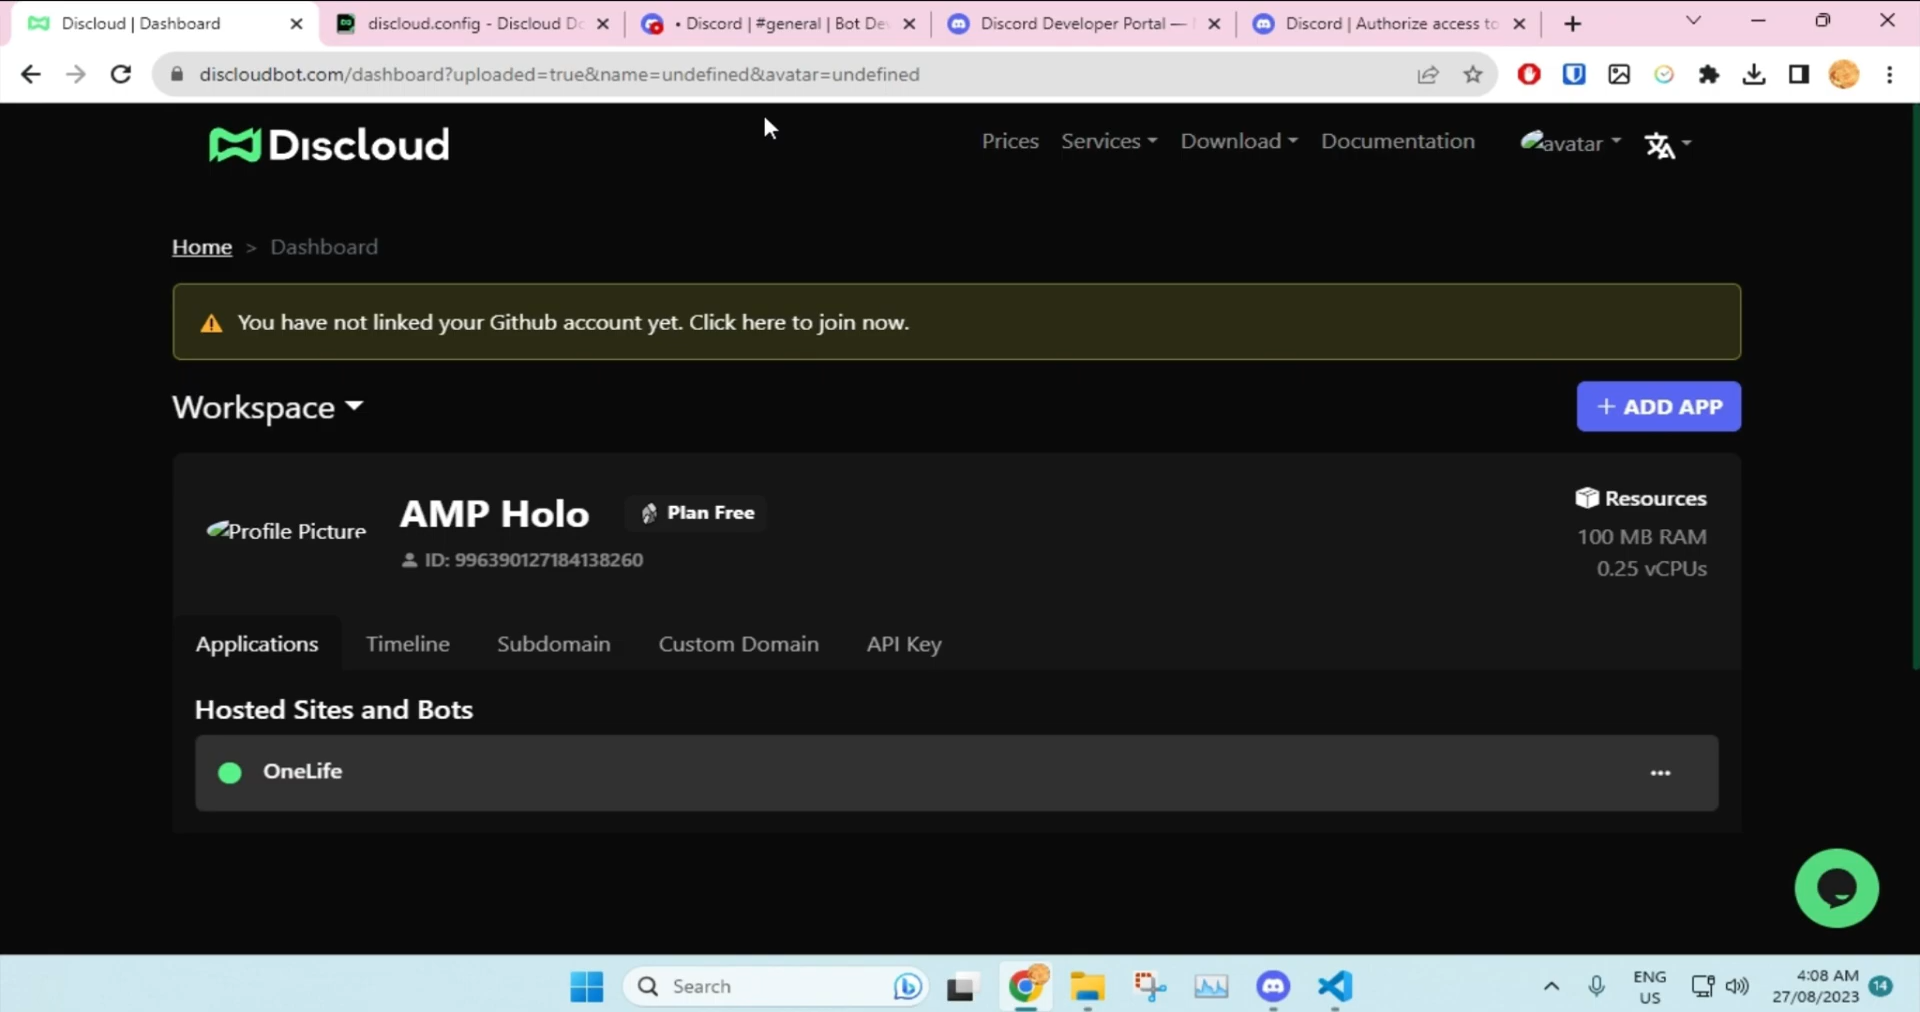 Discloud | Dashboard
discloud.config - Discloud Do
• Discord | #general | Bot De
Discord Developer Portal —
Discord | Authorize access to
discloudbot.com/dashboard?uploaded=true&name=undefined&avatar=undefined
Discloud
Prices
Services
Download
Documentation
avatar
Home > Dashboard
You have not linked your Github account yet. Click here to join now.
Workspace
+ ADD APP
Profile Picture
AMP Holo
Plan Free
ID: 996390127184138260
Resources
100 MB RAM
0.25 vCPUs
Applications
Timeline
Subdomain
Custom Domain
API Key
Hosted Sites and Bots
OneLife
Search
ENG
US
4:08 AM
27/08/2023
14